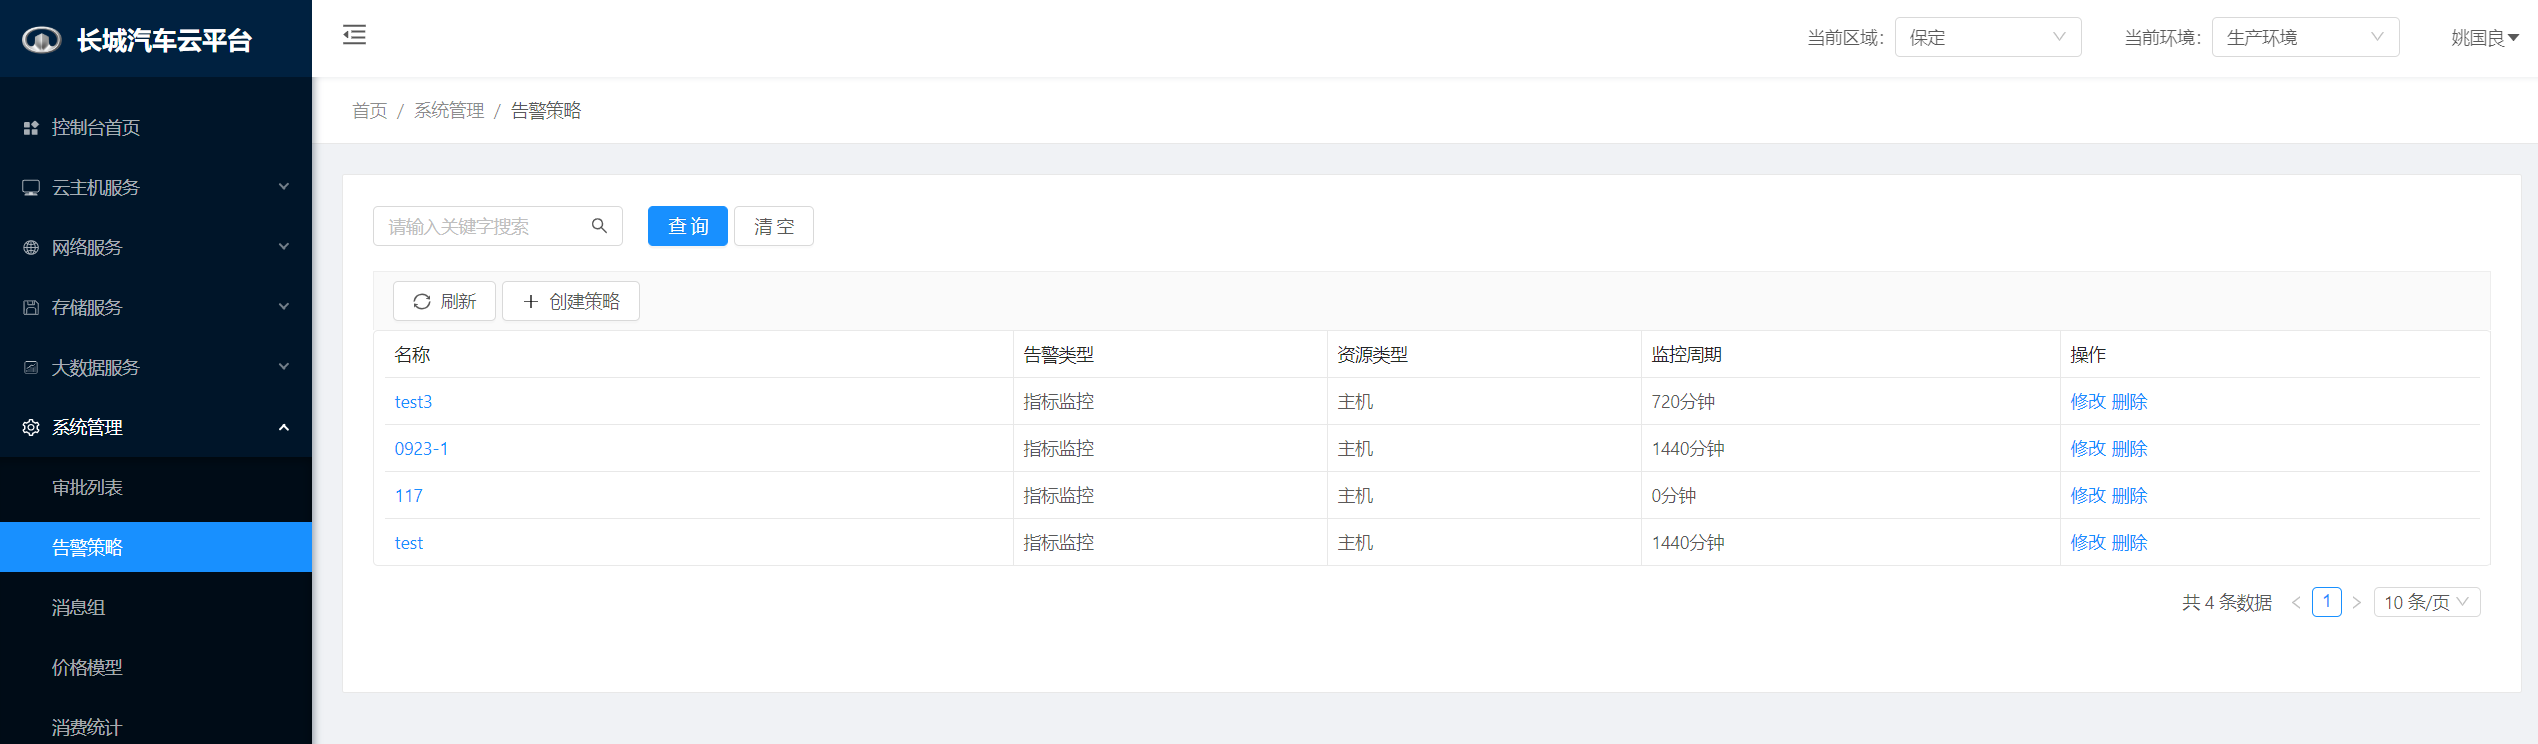 长城汽车云平台
当前区域: 保定 当前环境: 生产环境 姚国良
控制台首页
云主机服务
网络服务
存储服务
大数据服务
系统管理
审批列表
告警策略
消息组
价格模型
消费统计
首页 / 系统管理 / 告警策略
请输入关键字搜索 查询 清空
刷新 创建策略
名称 告警类型 资源类型 监控周期 操作
test3 指标监控 主机 720分钟 修改 删除
0923-1 指标监控 主机 1440分钟 修改 删除
117 指标监控 主机 0分钟 修改 删除
test 指标监控 主机 1440分钟 修改 删除
共 4 条数据 < 1 > 10 条/页